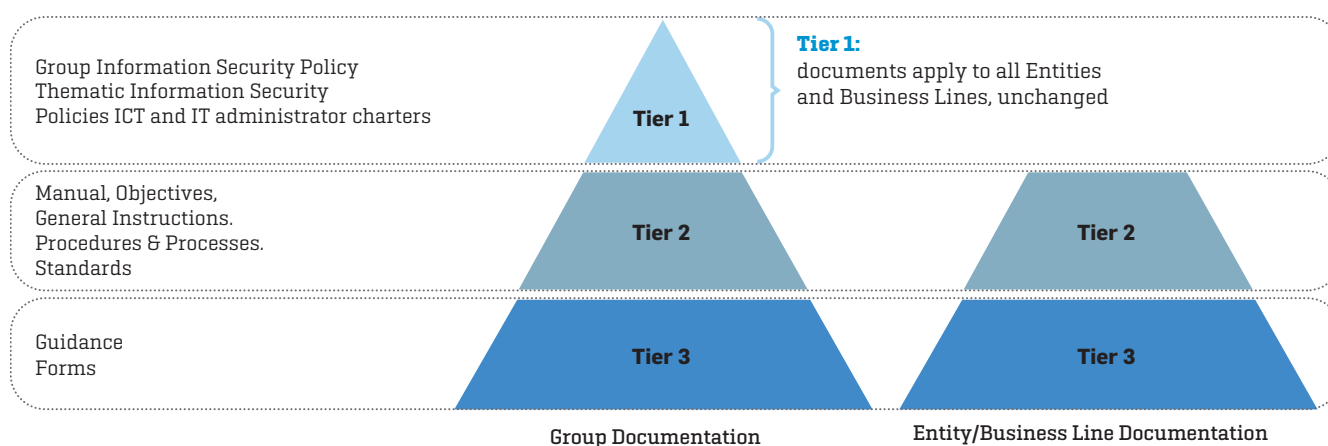 Group Information Security Policy
Thematic Information Security
Policies ICT and IT administrator charters
Tier 1
Tier 1:
documents apply to all Entities
and Business Lines, unchanged
Manual, Objectives,
General Instructions.
Procedures & Processes.
Standards
Tier 2
Tier 2
Guidance
Forms
Tier 3
Tier 3
Group Documentation
Entity/Business Line Documentation